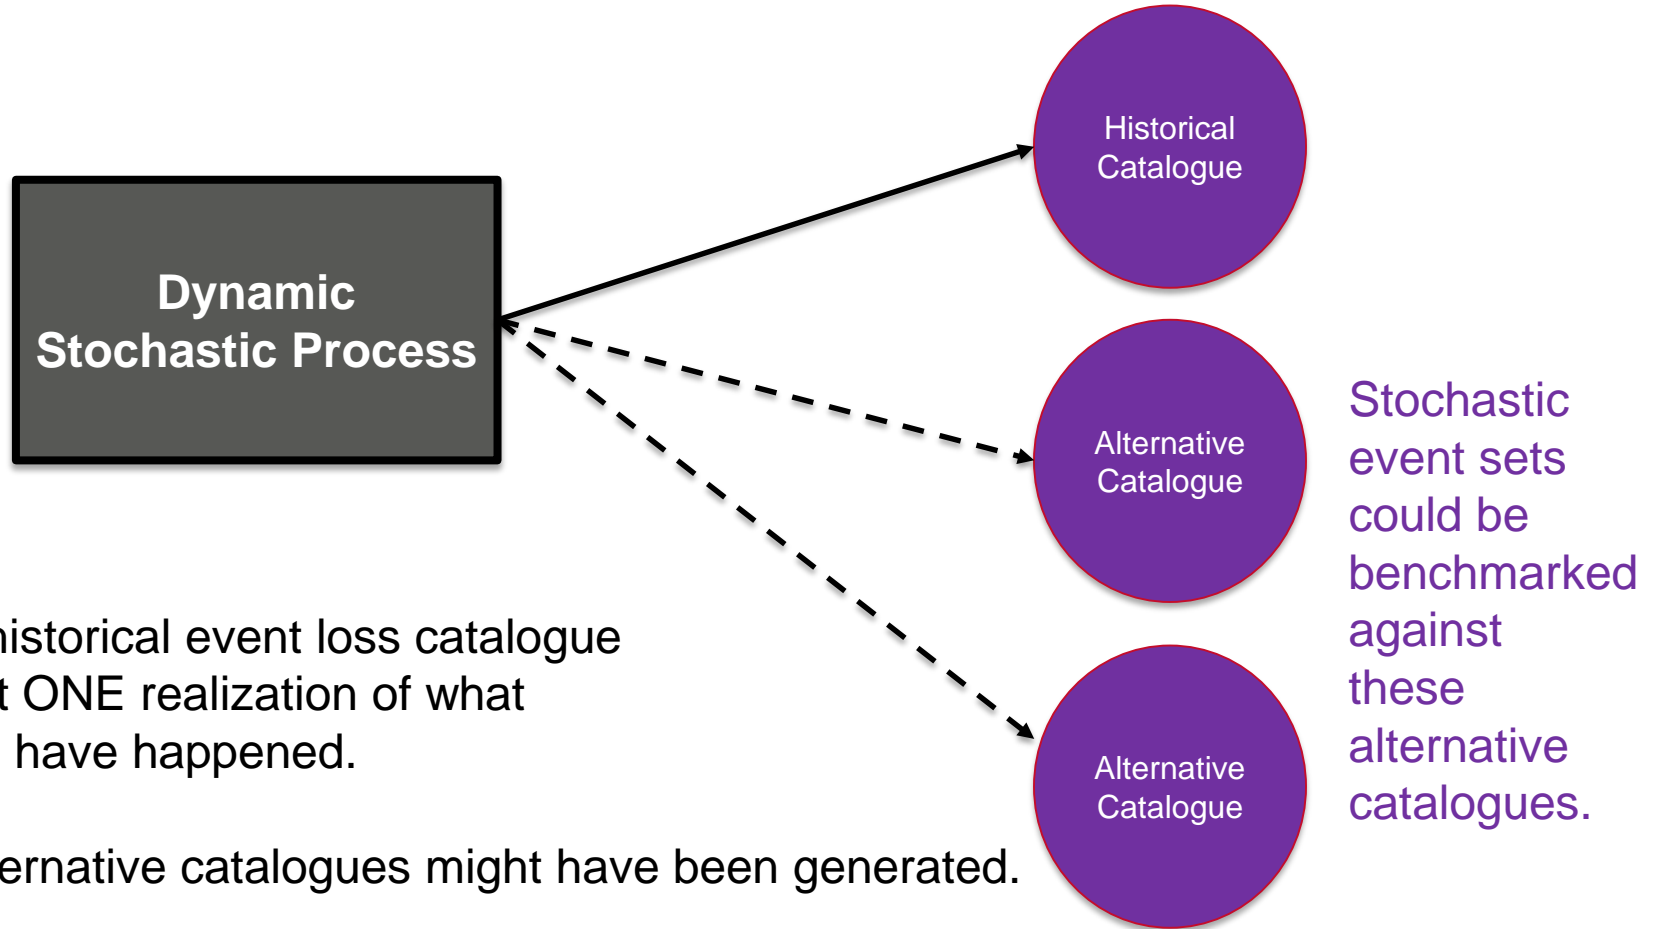 Historical
Catalogue
Dynamic
Stochastic Process
Alternative
Catalogue
Stochastic
event sets
could be
benchmarked
against
these
alternative
catalogues.
historical event loss catalogue
t ONE realization of what
have happened.
Alternative
Catalogue
ernative catalogues might have been generated.